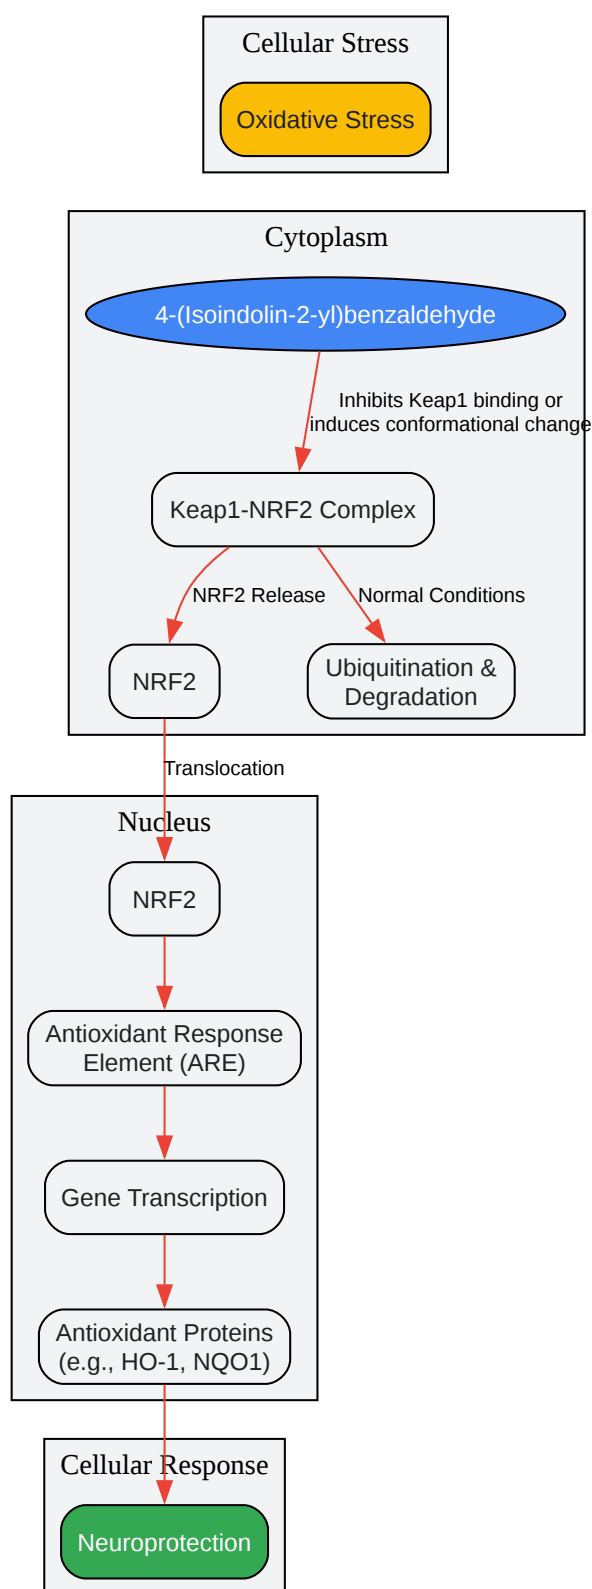 Cellular Stress
Oxidative Stress
Cytoplasm
4-(Isoindolin-2-yl)benzaldehyde
Inhibits Keap1 binding or
induces conformational change
Keap1-NRF2 Complex
NRF2 Release
Normal Conditions
NRF2
Ubiquitination &
Degradation
Translocation
Nucleus
NRF2
Antioxidant Response
Element (ARE)
Gene Transcription
Antioxidant Proteins
(e.g., HO-1, NQO1)
Cellular Response
Neuroprotection